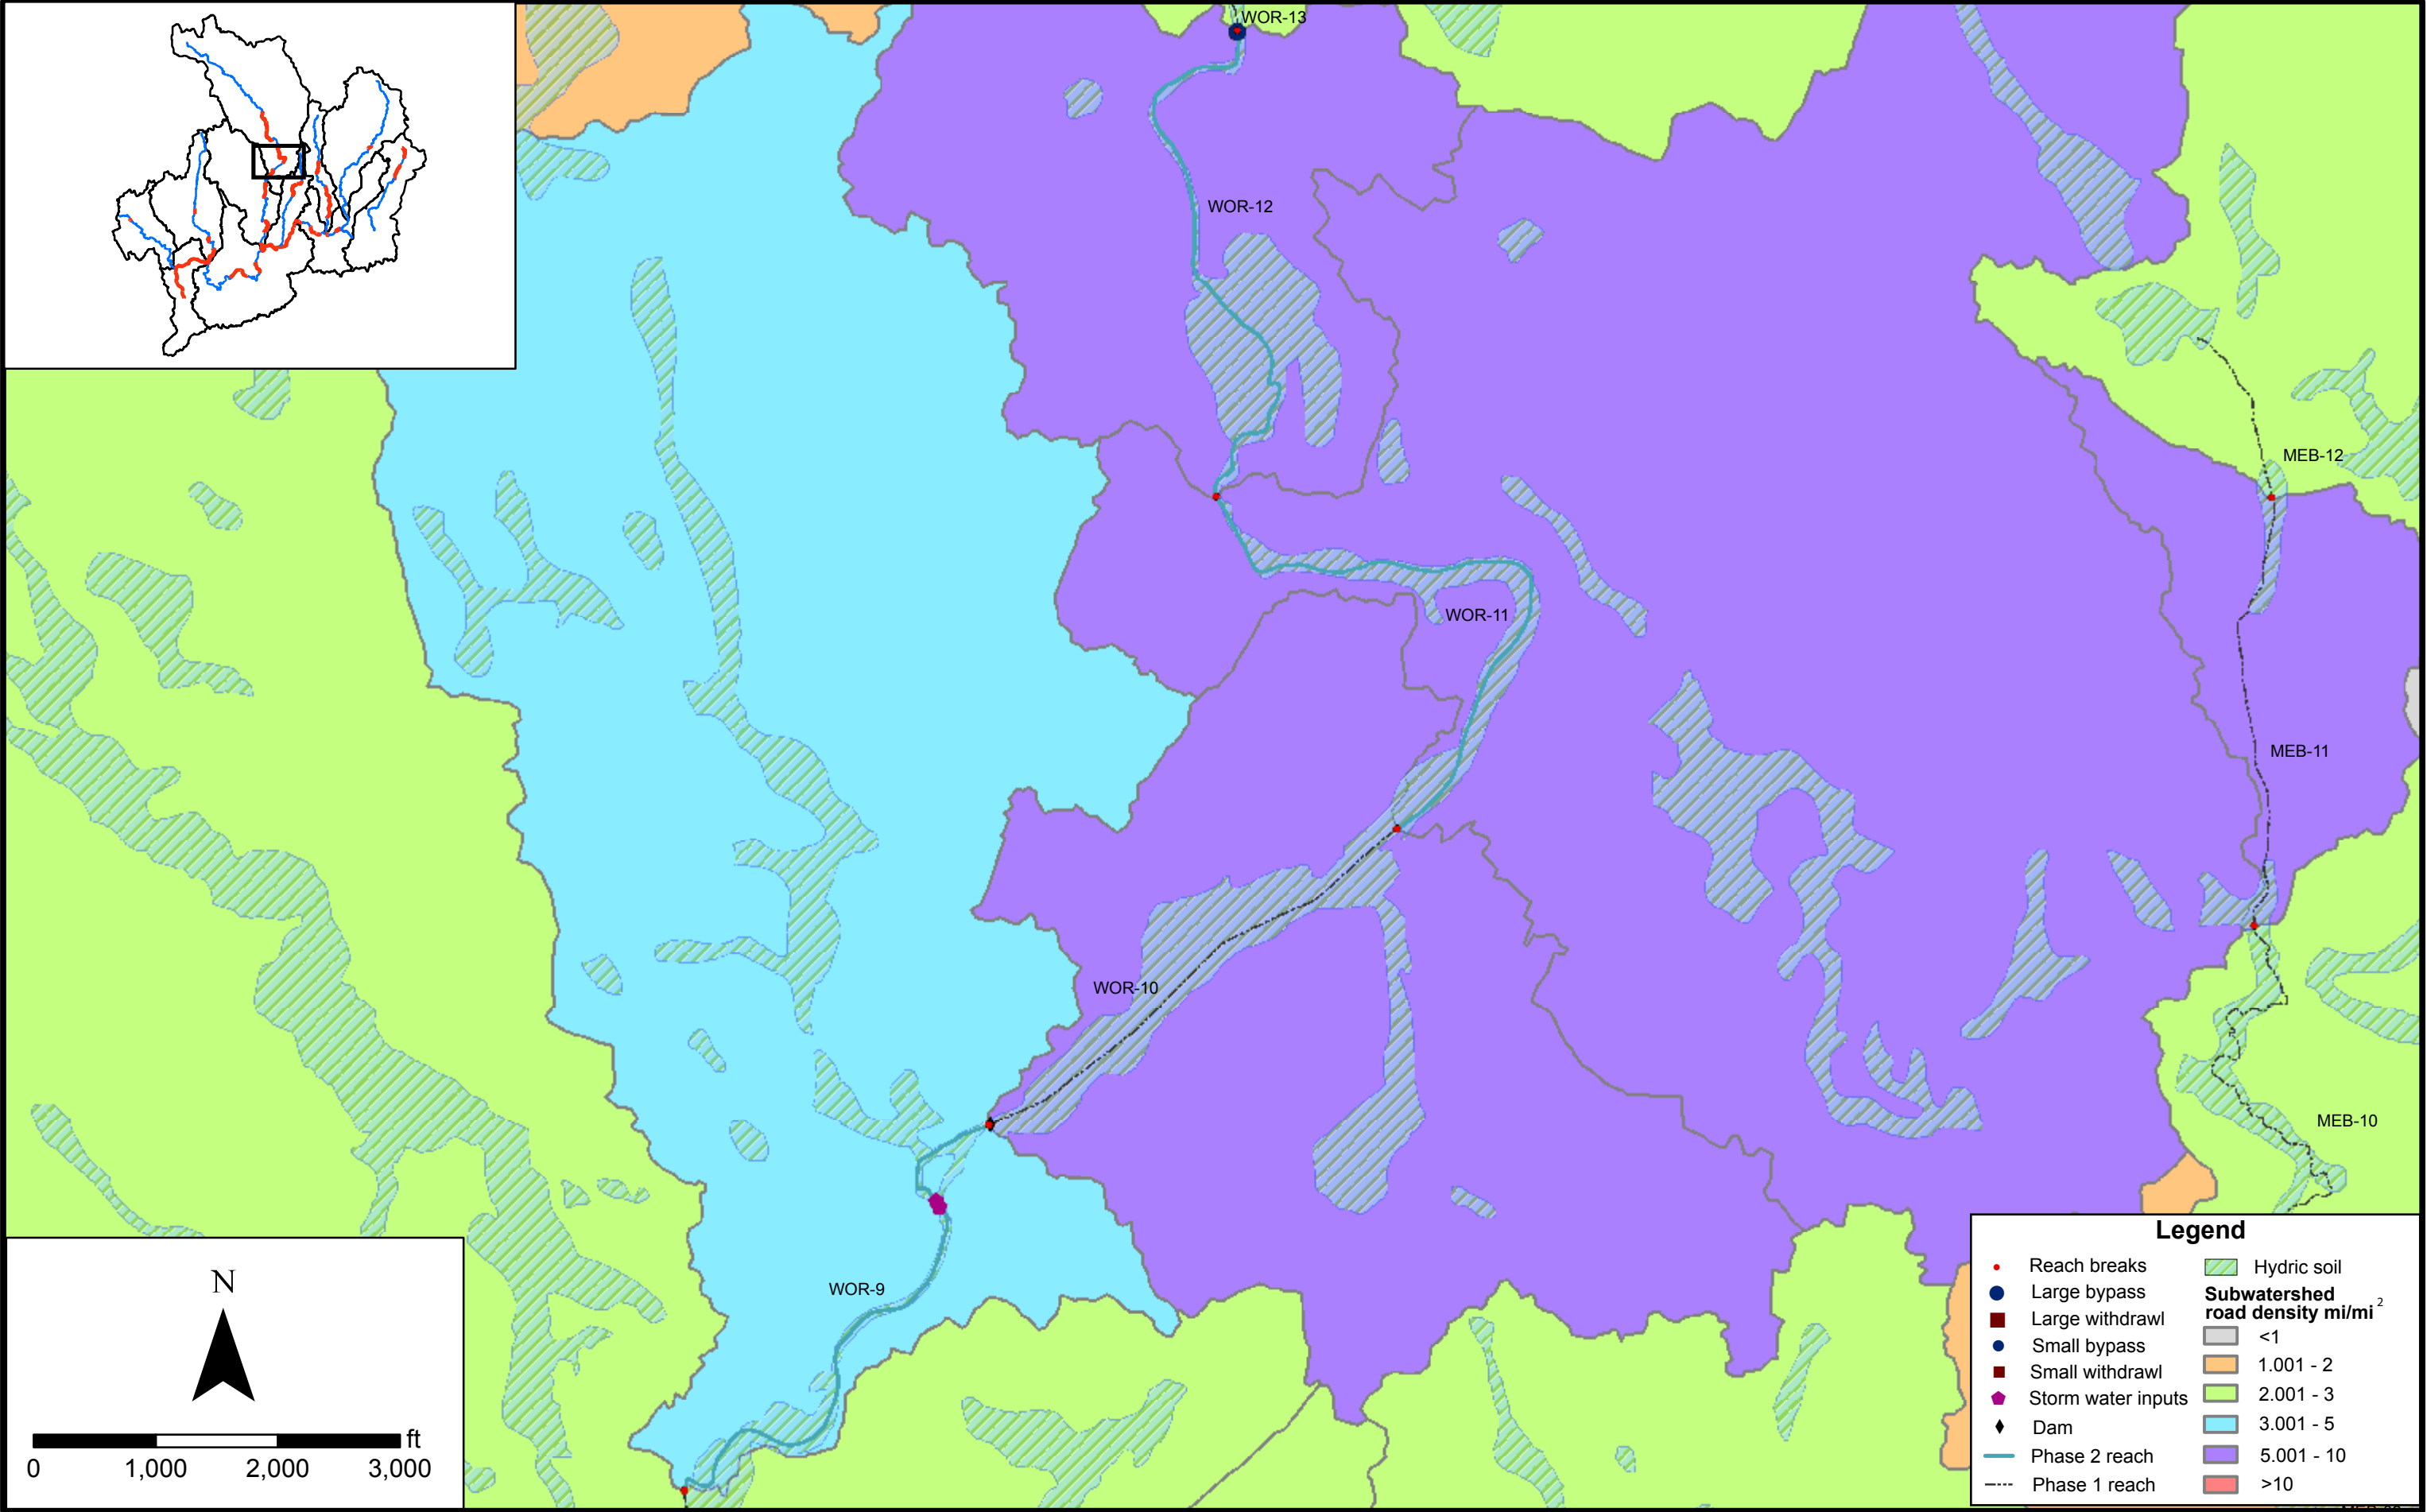 WOR-13
WOR-12
MEB-12
WOR-11
MEB-11
WOR-10
MEB-10
WOR-9
N
ft
0 1,000 2,000 3,000
Legend
Reach breaks
Large bypass
Large withdrawl
Small bypass
Small withdrawl
Storm water inputs
Dam
Phase 2 reach
Phase 1 reach
Hydric soil
Subwatershed
road density mi/mi 2
<1
1.001 - 2
2.001 - 3
3.001 - 5
5.001 - 10
>10